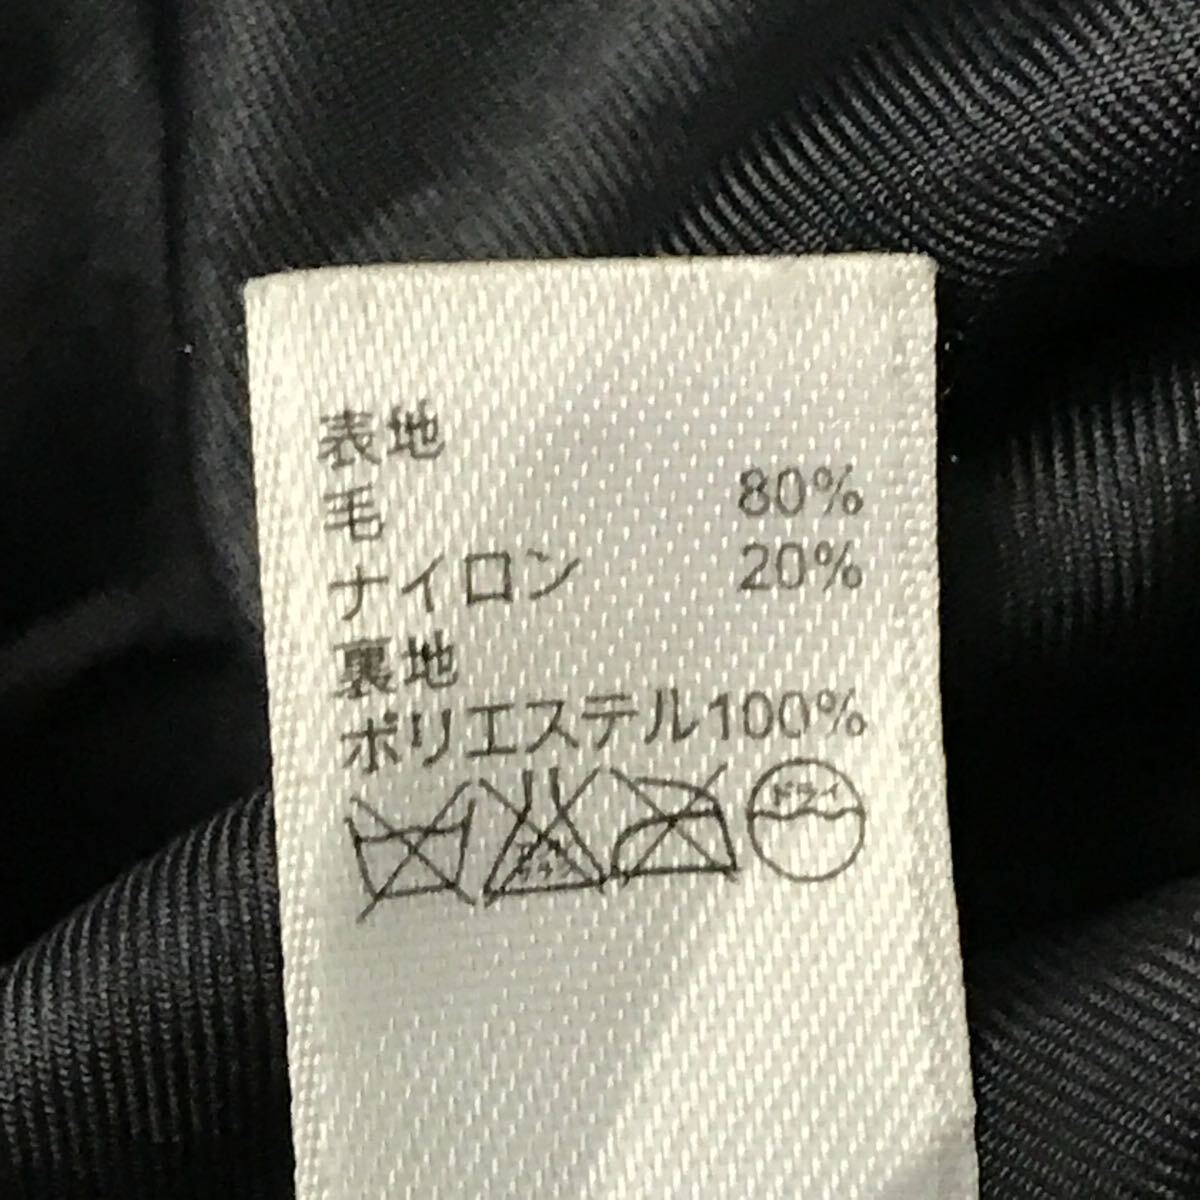 表地
毛 80%
ナイロン 20%
裏地
ポリエステル100%
ドライ